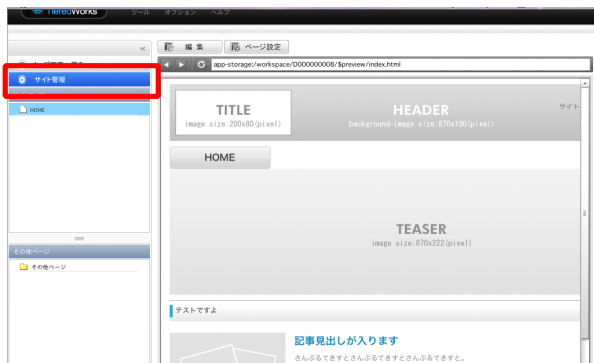 TieredWorks ツール オプション ヘルプ
«
編 集 ページ設定
app-storage:/workspace/D000000008/$preview/index.html
サイト管理
HOME
その他ページ
その他ページ
TITLE
image size:200x80(pixel)
HEADER
background-image size:870x100(pixel)
サイト
HOME
TEASER
image size:870x222(pixel)
テストですよ
記事見出しが入ります
さんぷるてきすとさんぷるてきすとさんぷるてきすと。